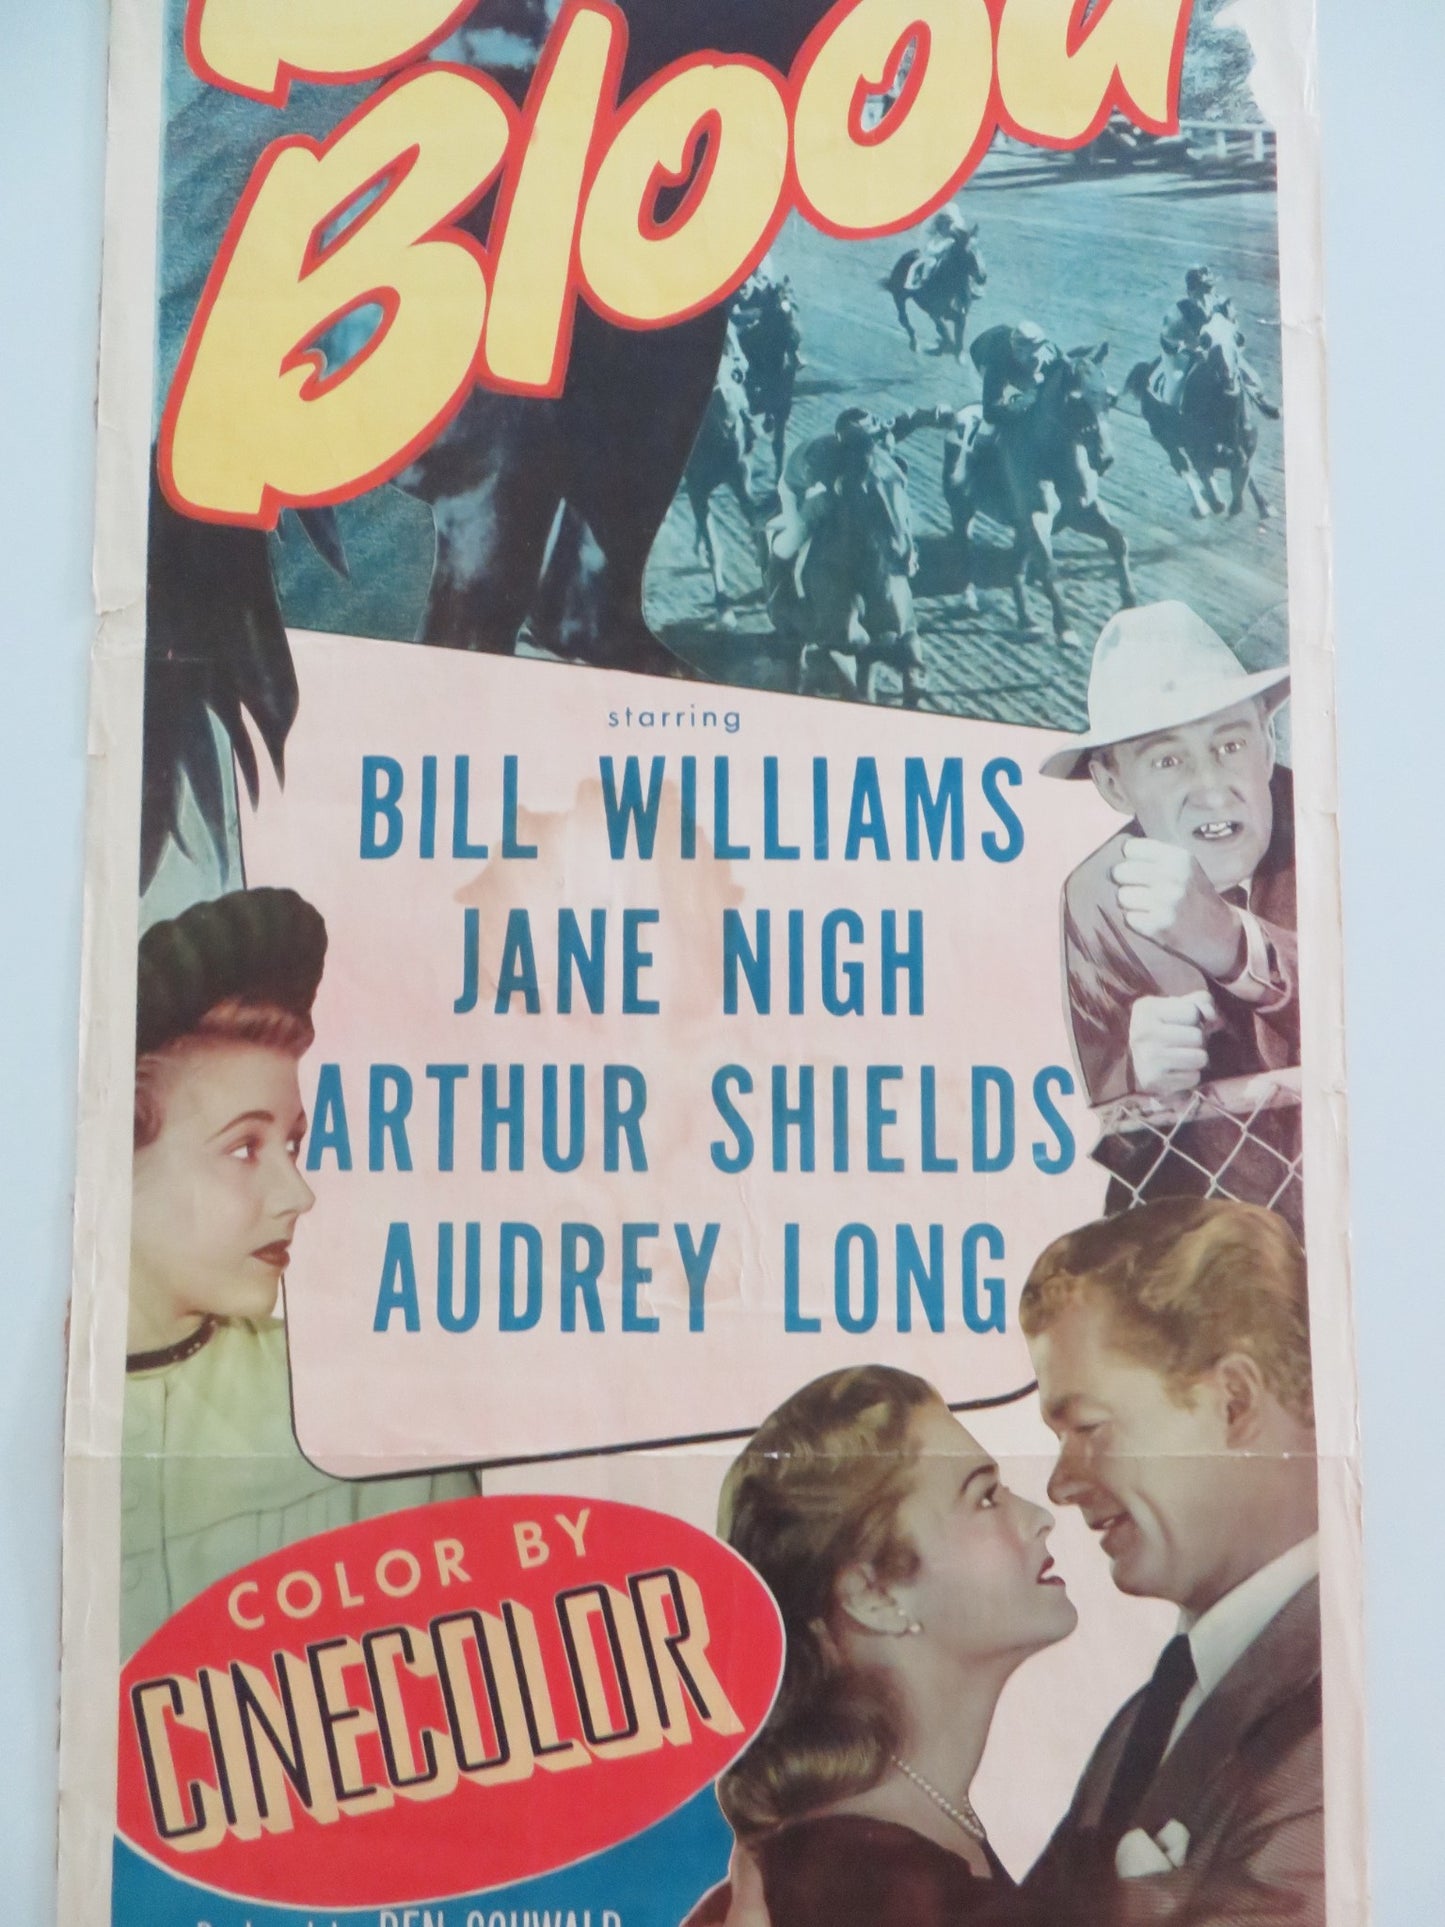 Blood
starring
BILL WILLIAMS
JANE NIGH
ARTHUR SHIELDS
AUDREY LONG
COLOR BY
CINECOLOR